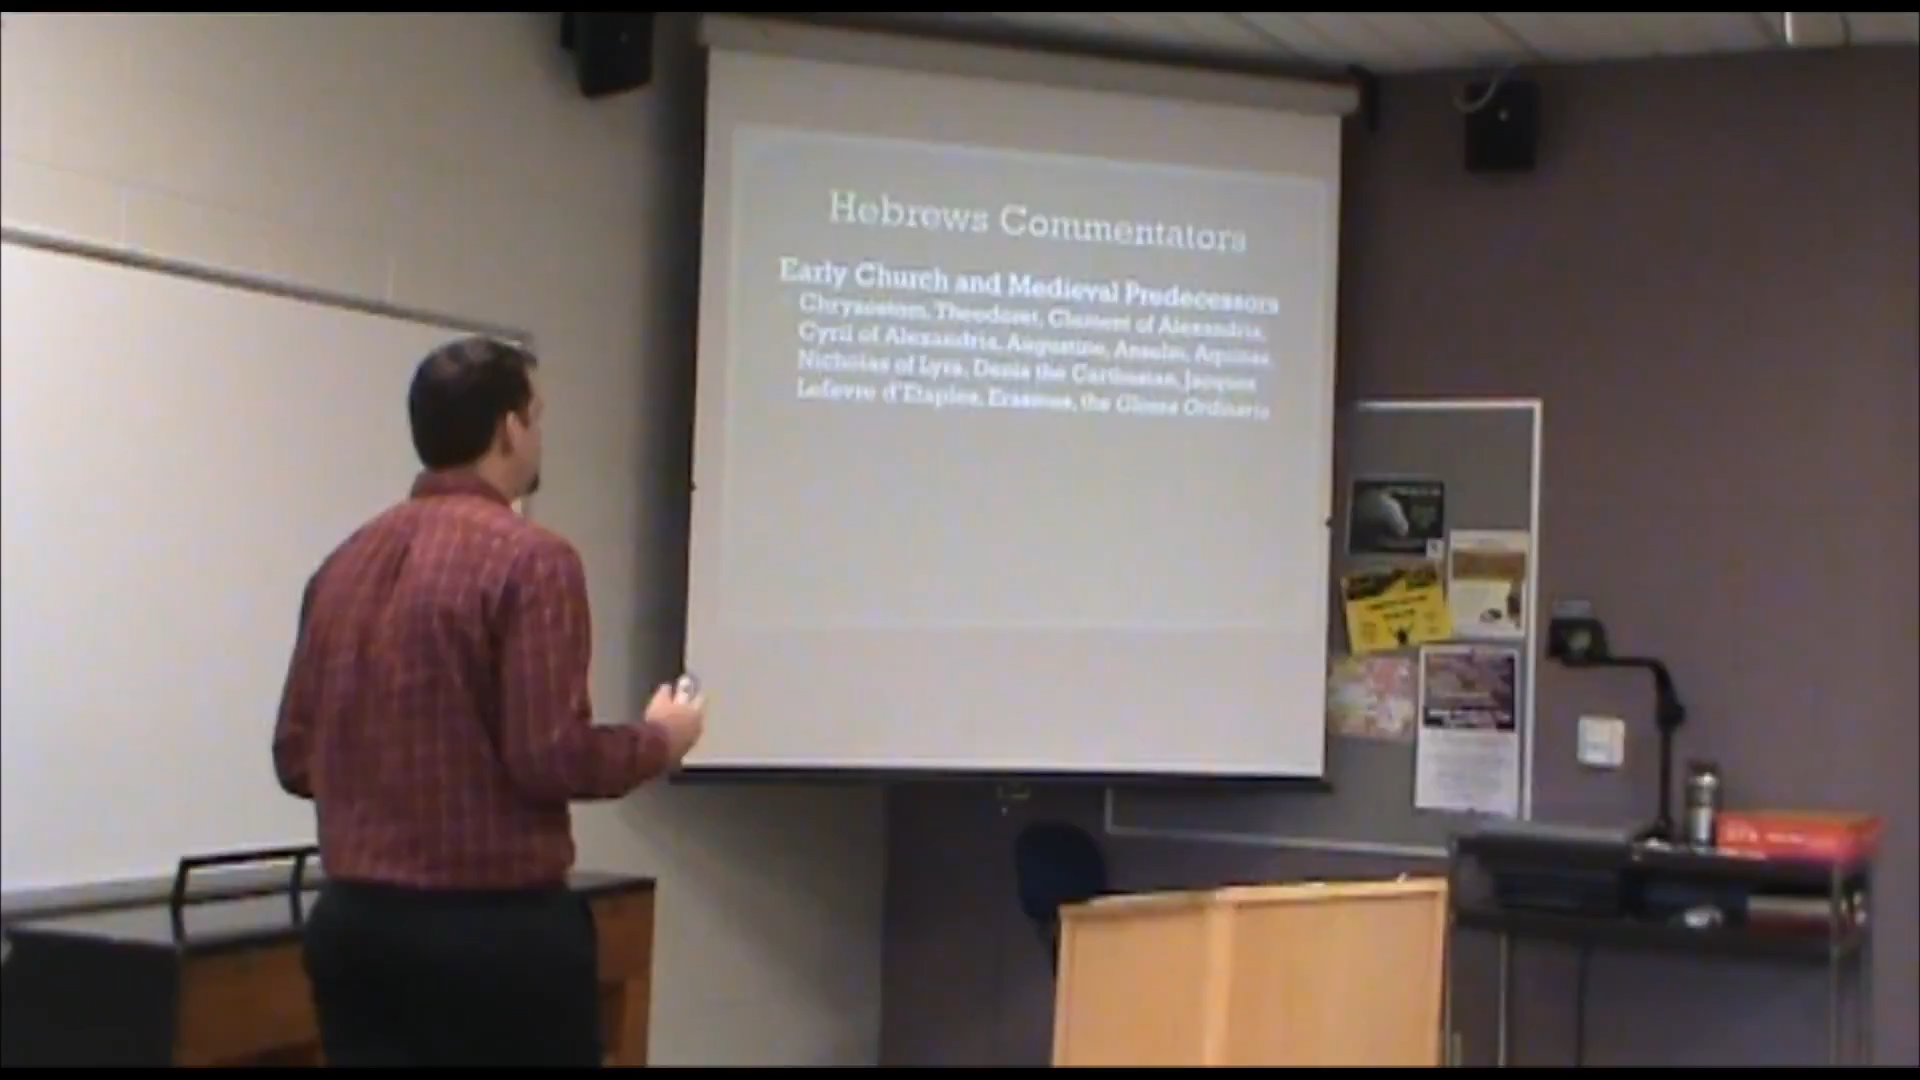 Hebrews Commentators
Early Church and Medieval Predecessors
Chrysostom, Theodoret, Clement of Alexandria,
Cyril of Alexandria, Augustine, Anselm, Aquinas,
Nicholas of Lyra, Denis the Carthusian, Jacques
Lefevre d'Etaples, Erasmus, the Glossa Ordinaria